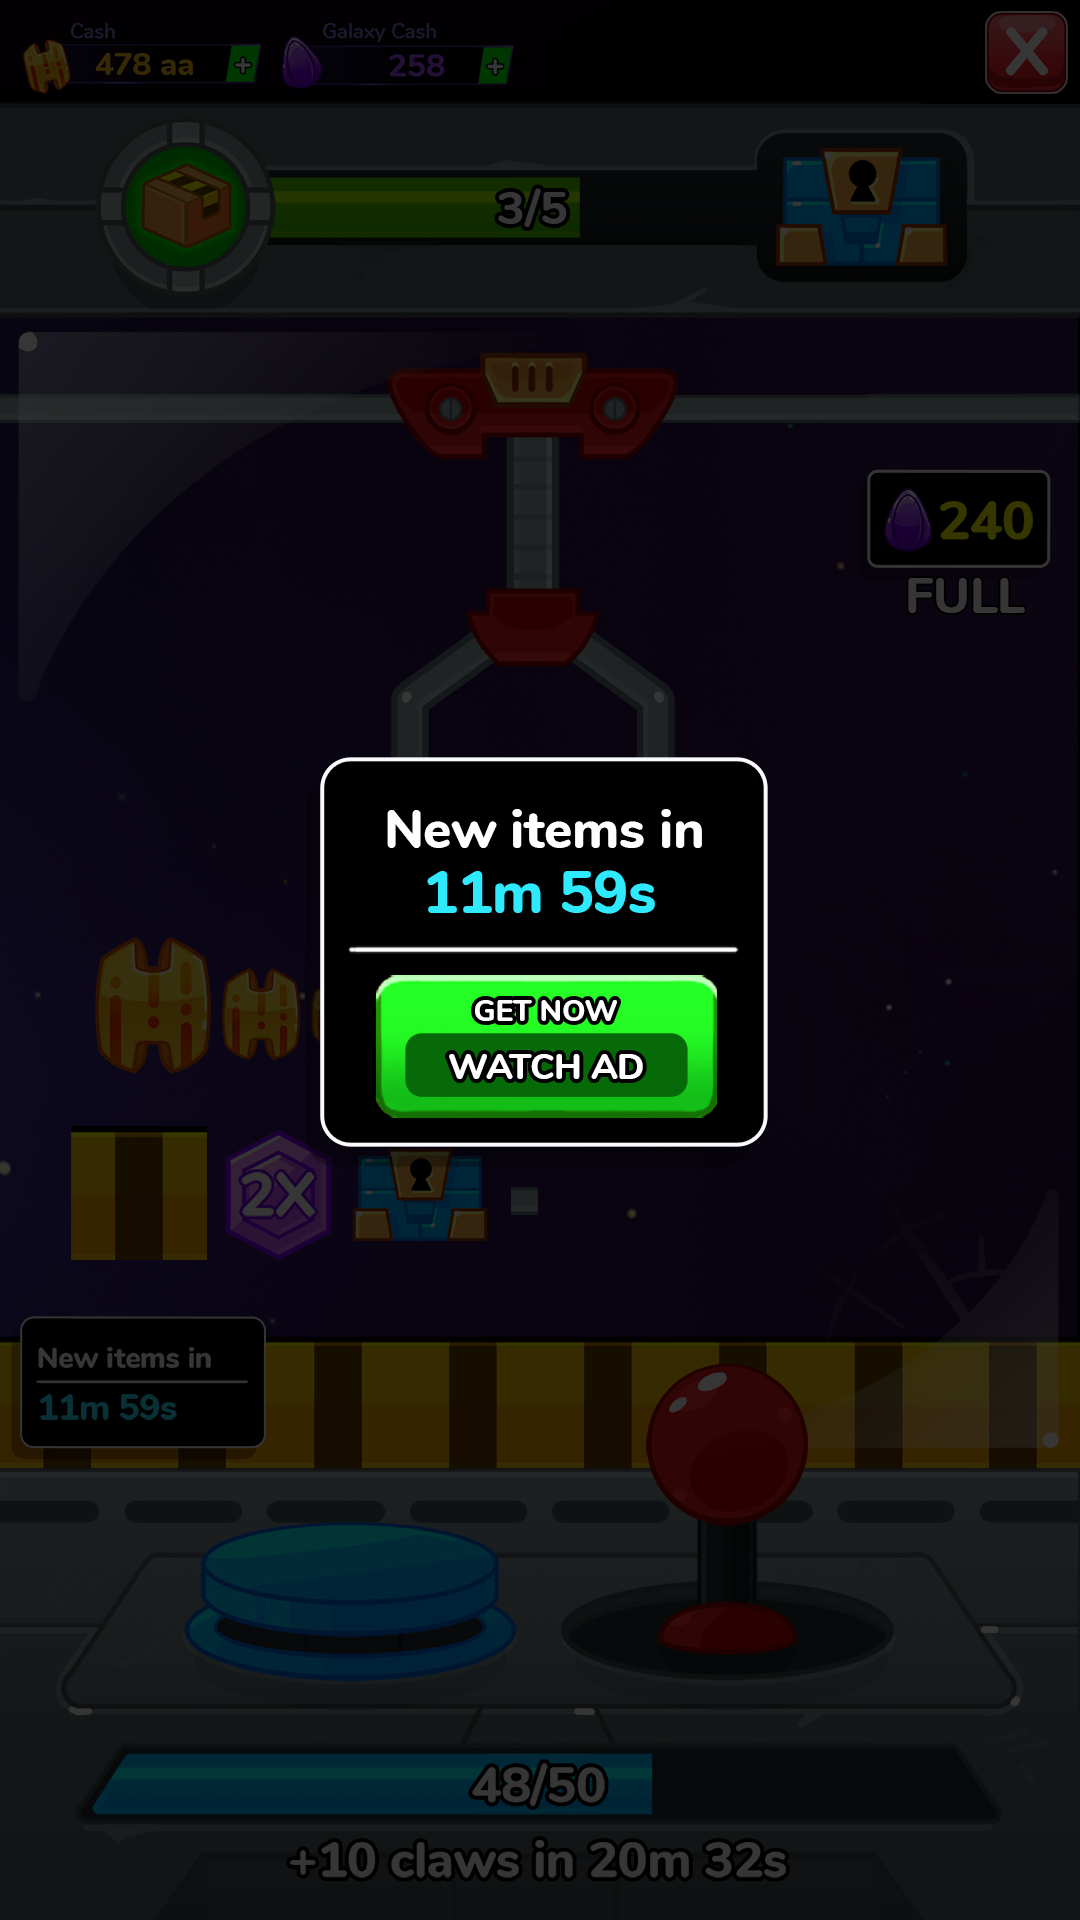 Cash
Galaxy Cash
478 aa
+
258
+
X
3/5
240
FULL
New items in
11m 59s
GET NOW
WATCH AD
2X
New items in
11m 59s
48/50
+10 claws in 20m 32s